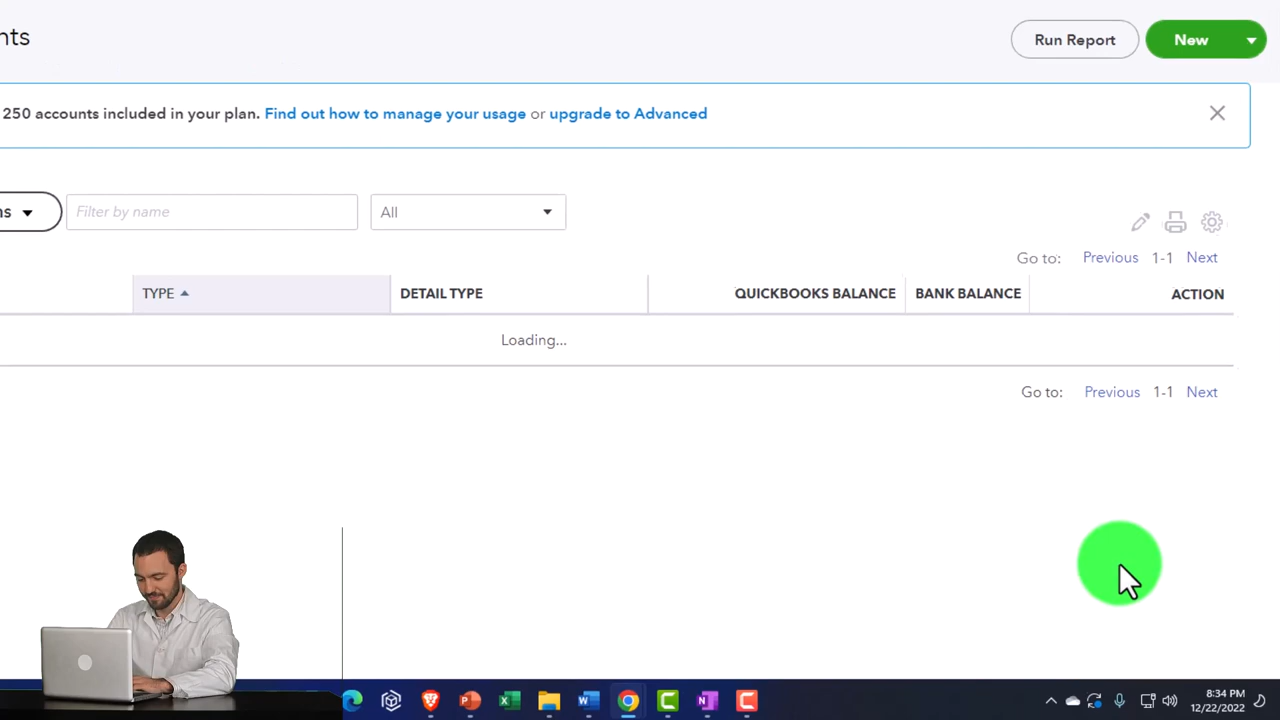 nts
Run Report
New
250 accounts included in your plan. Find out how to manage your usage or upgrade to Advanced
ns
Filter by name
All
Go to: Previous 1-1 Next
TYPE DETAIL TYPE QUICKBOOKS BALANCE BANK BALANCE ACTION
Loading...
Go to: Previous 1-1 Next
8:34 PM
12/22/2022